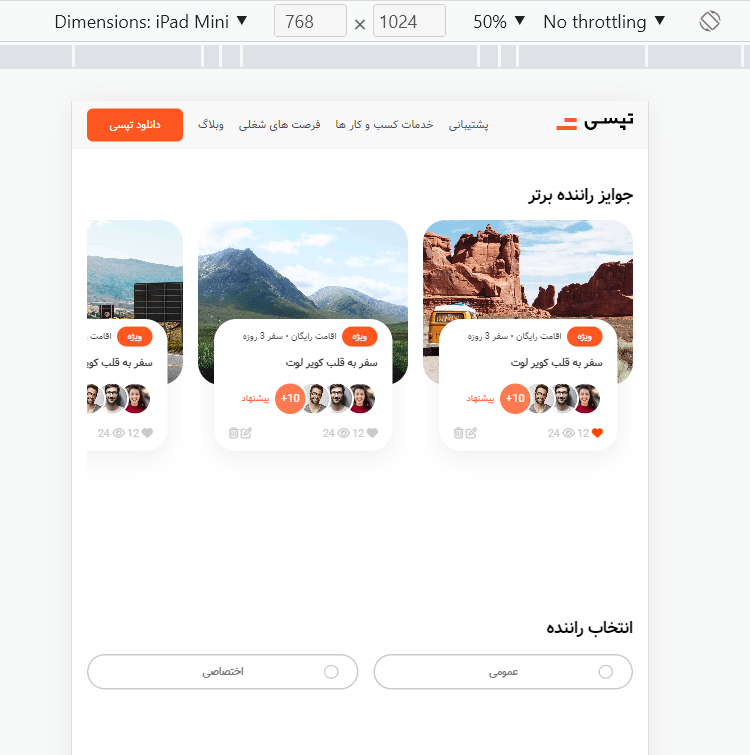 Dimensions: iPad Mini ▼ 768 × 1024 50% ▼ No throttling ▼
تپسی پشتیبانی خدمات کسب و کار ها فرصت های شغلی وبلاگ دانلود تپسی
جوایز راننده برتر
ویژه اقامت رایگان • سفر 3 روزه
سفر به قلب کویر لوت
+10 پیشنهاد
12 24
ویژه اقامت رایگان • سفر 3 روزه
سفر به قلب کویر لوت
+10 پیشنهاد
12 24
ویژه اقامت
سفر به قلب کویر
12 24
انتخاب راننده
عمومی
اختصاصی